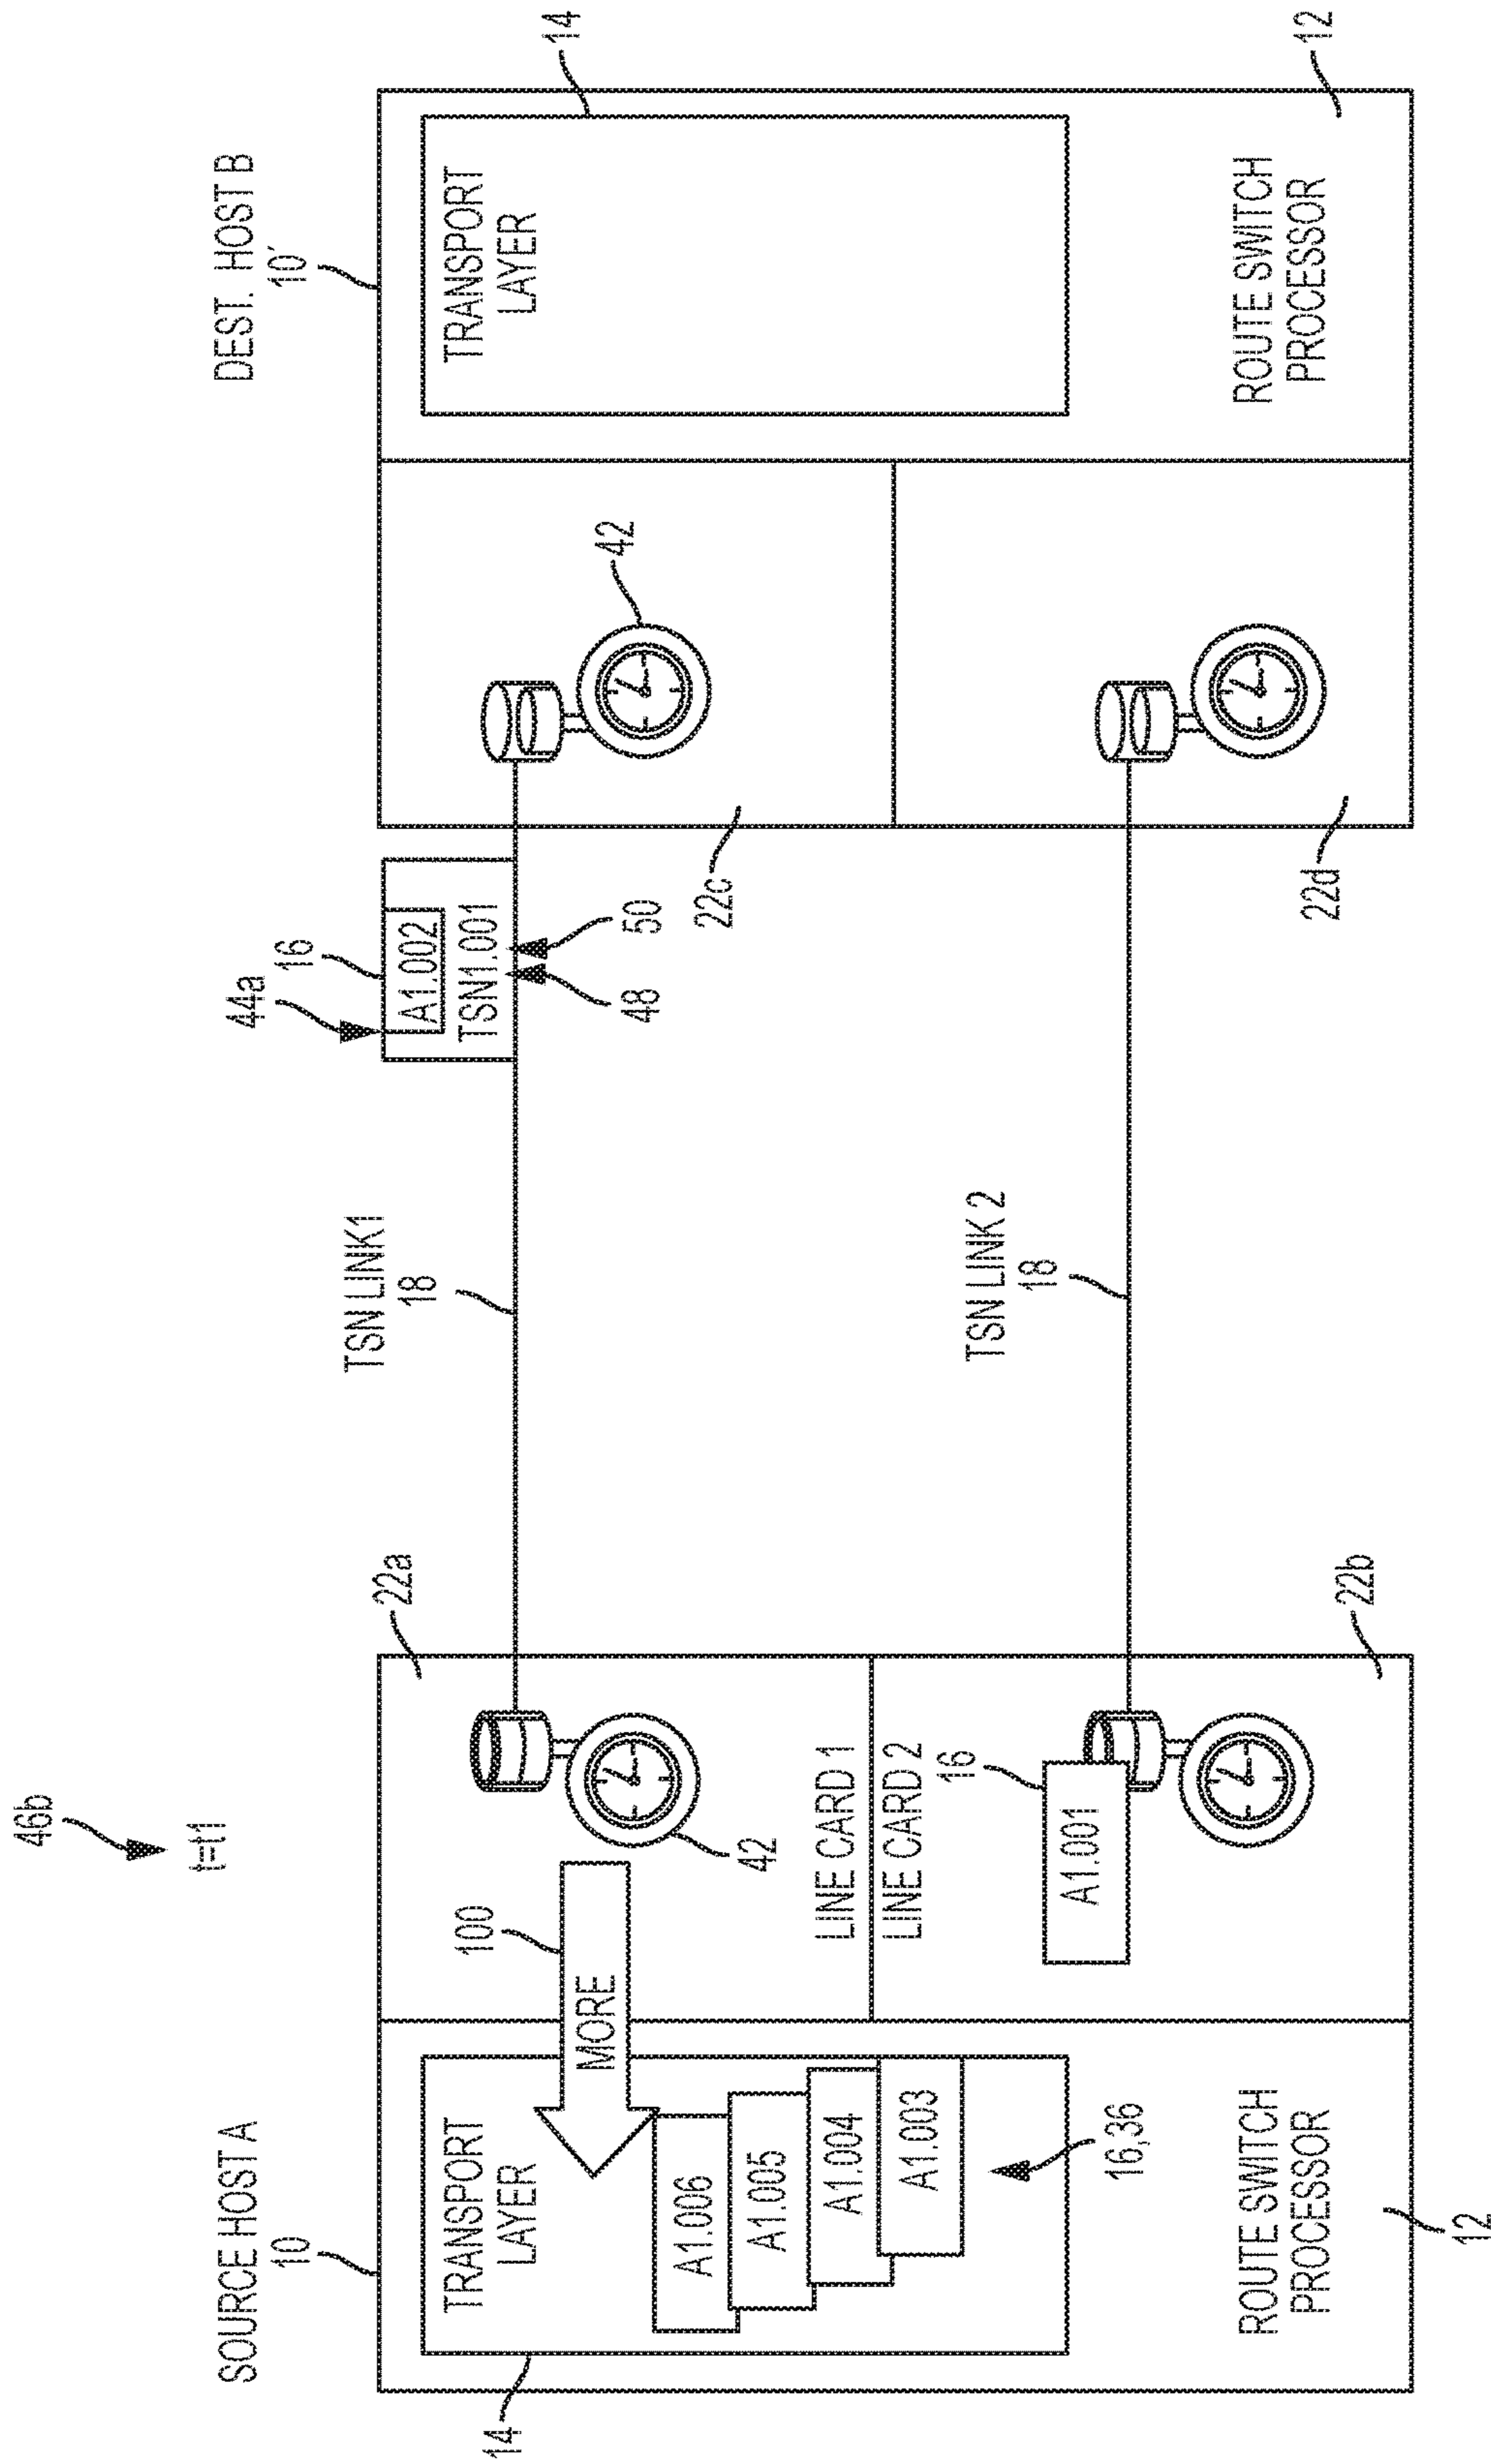 46b
t=t1
SOURCE HOST A
10
14
TRANSPORT
LAYER
MORE
100
A1.006
A1.005
A1.004
A1.003
16,36
ROUTE SWITCH
PROCESSOR
12
22a
42
LINE CARD 1
LINE CARD 2
16
A1.001
22b
TSN LINK1
18
TSN LINK 2
18
44a
16
A1.002
TSN1.001
48
50
DEST. HOST B
10′
22c
42
22d
TRANSPORT
LAYER
14
ROUTE SWITCH
PROCESSOR
12